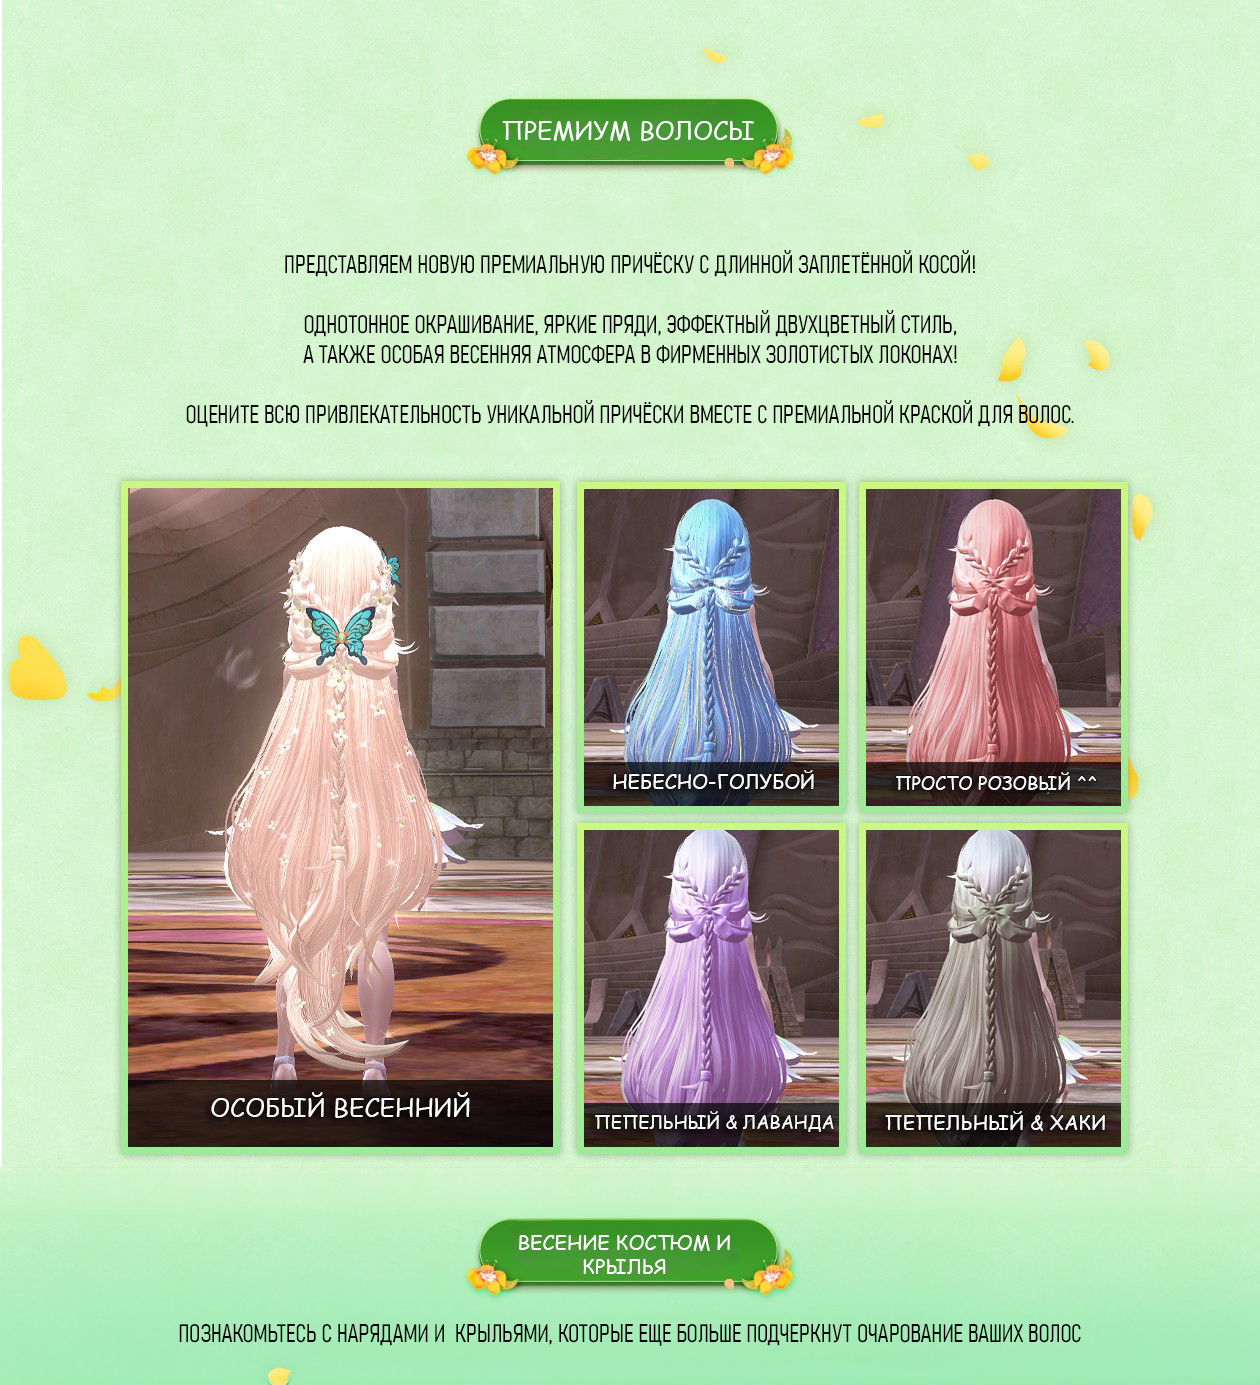 ПРЕМИУМ ВОЛОСЫ
ПРЕДСТАВЛЯЕМ НОВУЮ ПРЕМИАЛЬНУЮ ПРИЧЁСКУ С ДЛИННОЙ ЗАПЛЕТЁННОЙ КОСОЙ!
ОДНОТОННОЕ ОКРАШИВАНИЕ, ЯРКИЕ ПРЯДИ, ЭФФЕКТНЫЙ ДВУХЦВЕТНЫЙ СТИЛЬ,
А ТАКЖЕ ОСОБАЯ ВЕСЕННЯЯ АТМОСФЕРА В ФИРМЕННЫХ ЗОЛОТИСТЫХ ЛОКОНАХ!
ОЦЕНИТЕ ВСЮ ПРИВЛЕКАТЕЛЬНОСТЬ УНИКАЛЬНОЙ ПРИЧЁСКИ ВМЕСТЕ С ПРЕМИАЛЬНОЙ КРАСКОЙ ДЛЯ ВОЛОС.
НЕБЕСНО-ГОЛУБОЙ
ПРОСТО РОЗОВЫЙ ^^
ОСОБЫЙ ВЕСЕННИЙ
ПЕПЕЛЬНЫЙ & ЛАВАНДА
ПЕПЕЛЬНЫЙ & ХАКИ
ВЕСЕНИЕ КОСТЮМ И
КРЫЛЬЯ
ПОЗНАКОМЬТЕСЬ С НАРЯДАМИ И  КРЫЛЬЯМИ, КОТОРЫЕ ЕЩЕ БОЛЬШЕ ПОДЧЕРКНУТ ОЧАРОВАНИЕ ВАШИХ ВОЛОС